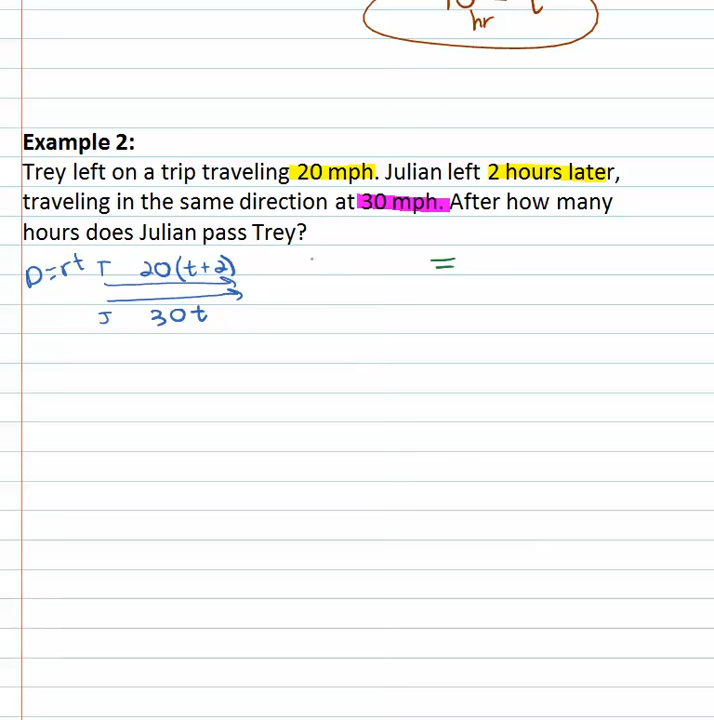 hr
Example 2:
Trey left on a trip traveling 20 mph. Julian left 2 hours later,
traveling in the same direction at 30 mph. After how many
hours does Julian pass Trey?
D=rt T 20(t+2) =
J 30t